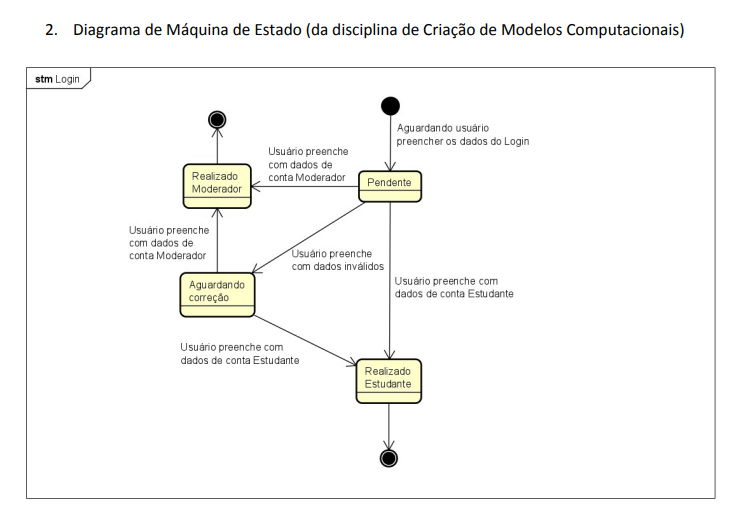 2. Diagrama de Máquina de Estado (da disciplina de Criação de Modelos Computacionais)
stm Login
Aguardando usuário
preencher os dados do Login
Usuário preenche
com dados de
conta Moderador
Realizado
Moderador
Pendente
Usuário preenche
com dados de
conta Moderador
Usuário preenche
com dados inválidos
Aguardando
correção
Usuário preenche com
dados de conta Estudante
Usuário preenche com
dados de conta Estudante
Realizado
Estudante